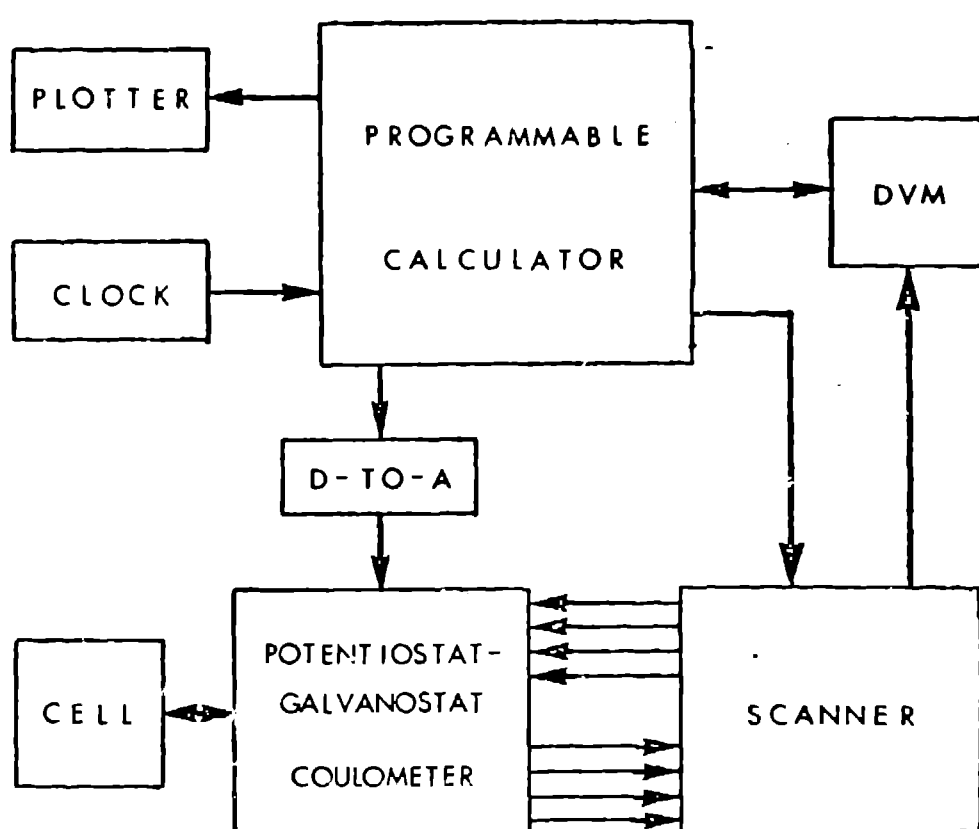 PLOTTER
PROGRAMMABLE
CALCULATOR
DVM
CLOCK
D-TO-A
POTENTIOSTAT-
GALVANOSTAT
COULOMETER
CELL
SCANNER